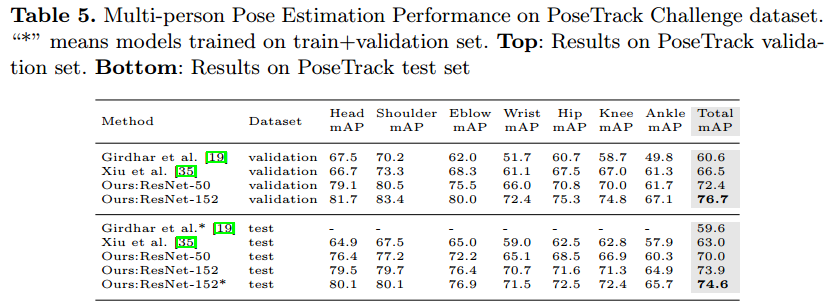 Table 5. Multi-person Pose Estimation Performance on PoseTrack Challenge dataset.
“*” means models trained on train+validation set. Top: Results on PoseTrack valida-
tion set. Bottom: Results on PoseTrack test set
Method Dataset Head mAP Shoulder mAP Eblow mAP Wrist mAP Hip mAP Knee mAP Ankle mAP Total mAP
Girdhar et al. [19] validation 67.5 70.2 62.0 51.7 60.7 58.7 49.8 60.6
Xiu et al. [35] validation 66.7 73.3 68.3 61.1 67.5 67.0 61.3 66.5
Ours:ResNet-50 validation 79.1 80.5 75.5 66.0 70.8 70.0 61.7 72.4
Ours:ResNet-152 validation 81.7 83.4 80.0 72.4 75.3 74.8 67.1 76.7
Girdhar et al.* [19] test - - - - - - - 59.6
Xiu et al. [35] test 64.9 67.5 65.0 59.0 62.5 62.8 57.9 63.0
Ours:ResNet-50 test 76.4 77.2 72.2 65.1 68.5 66.9 60.3 70.0
Ours:ResNet-152 test 79.5 79.7 76.4 70.7 71.6 71.3 64.9 73.9
Ours:ResNet-152* test 80.1 80.1 76.9 71.5 72.5 72.4 65.7 74.6